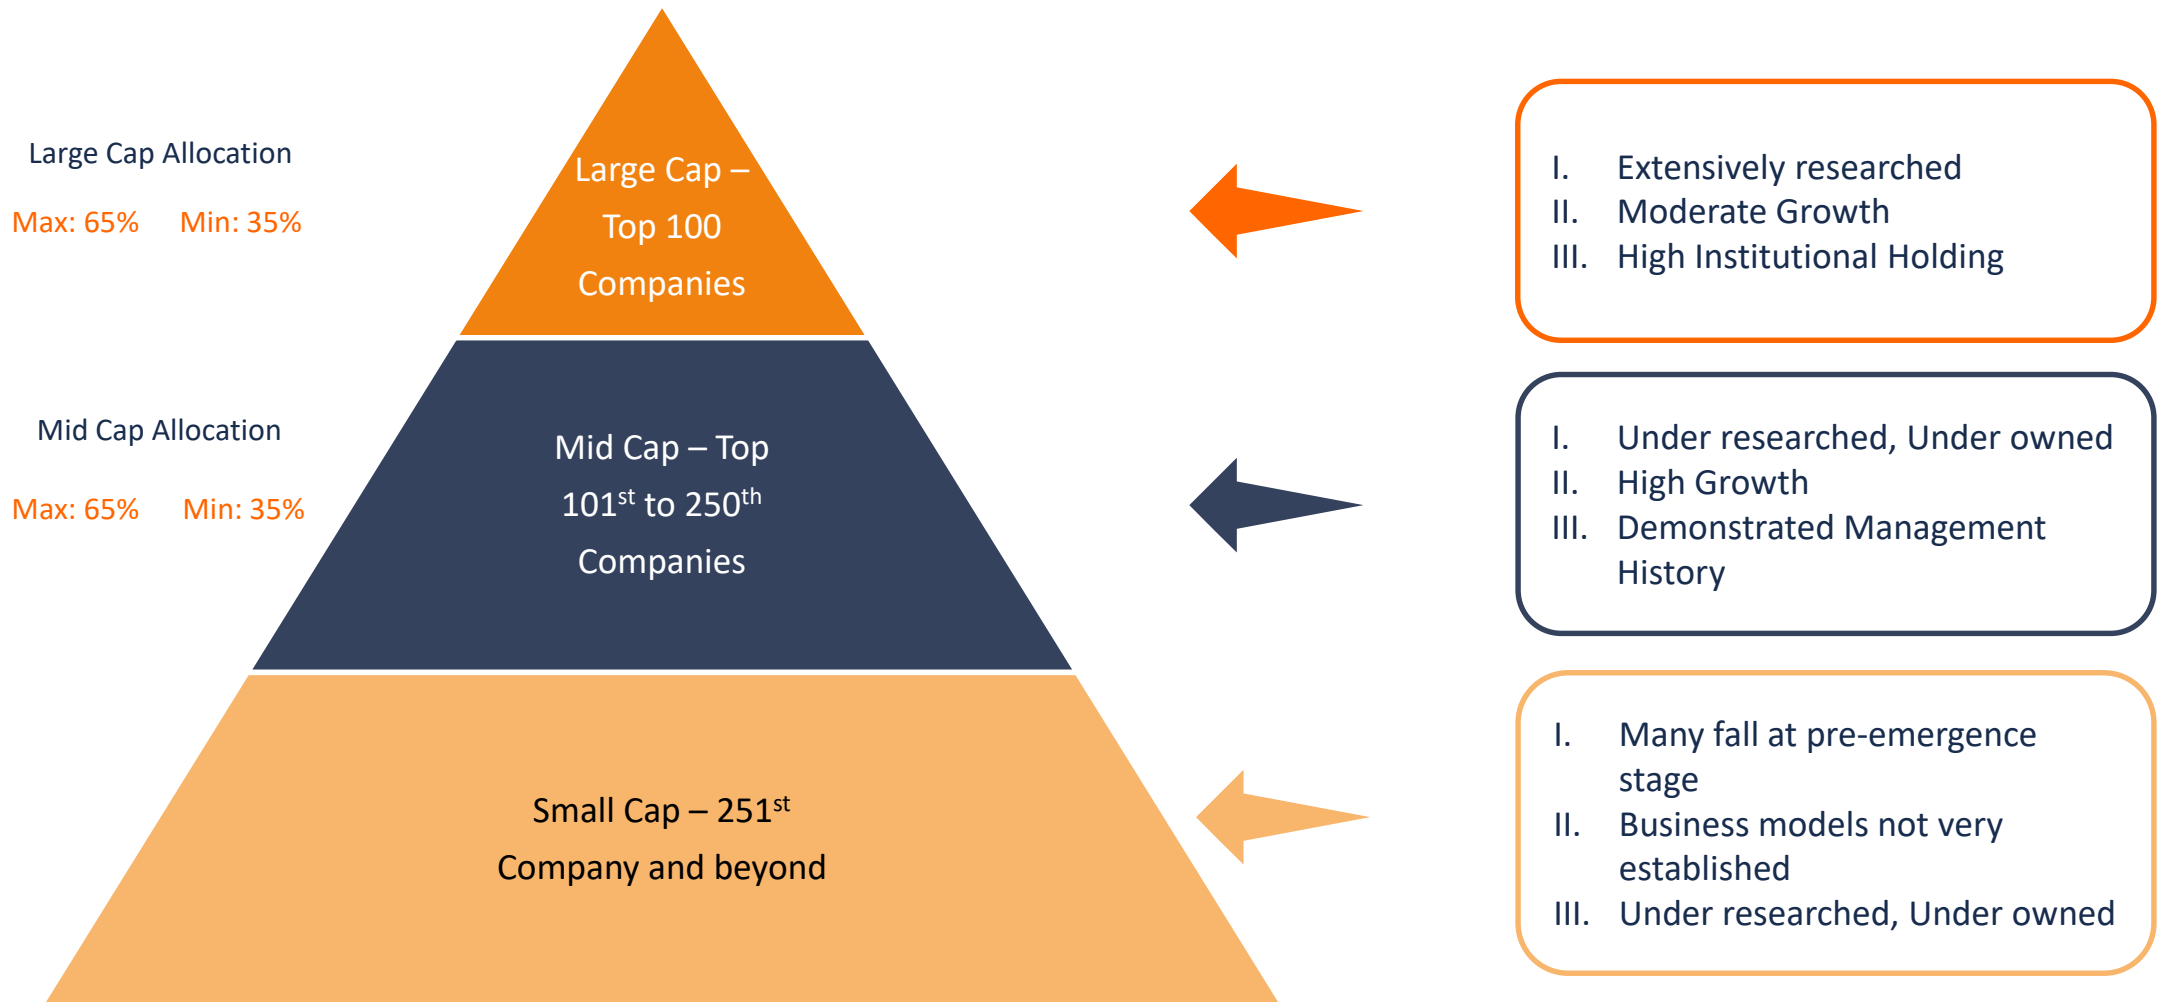 Large Cap Allocation
Max: 65% Min: 35%
Large Cap –
Top 100
Companies
I. Extensively researched
II. Moderate Growth
III. High Institutional Holding
Mid Cap Allocation
Max: 65% Min: 35%
Mid Cap – Top
101st to 250th
Companies
I. Under researched, Under owned
II. High Growth
III. Demonstrated Management
History
Small Cap – 251st
Company and beyond
I. Many fall at pre-emergence
stage
II. Business models not very
established
III. Under researched, Under owned